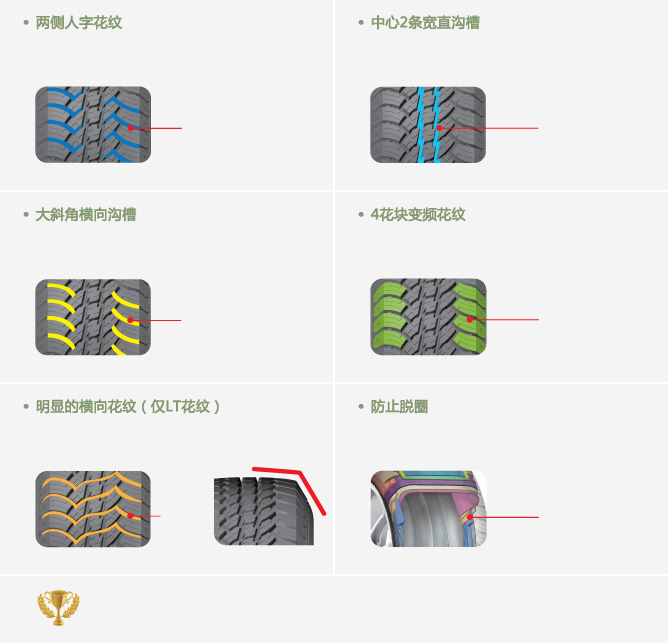 • 两侧人字花纹
• 中心2条宽直沟槽
• 大斜角横向沟槽
• 4花块变频花纹
• 明显的横向花纹（仅LT花纹）
• 防止脱圈